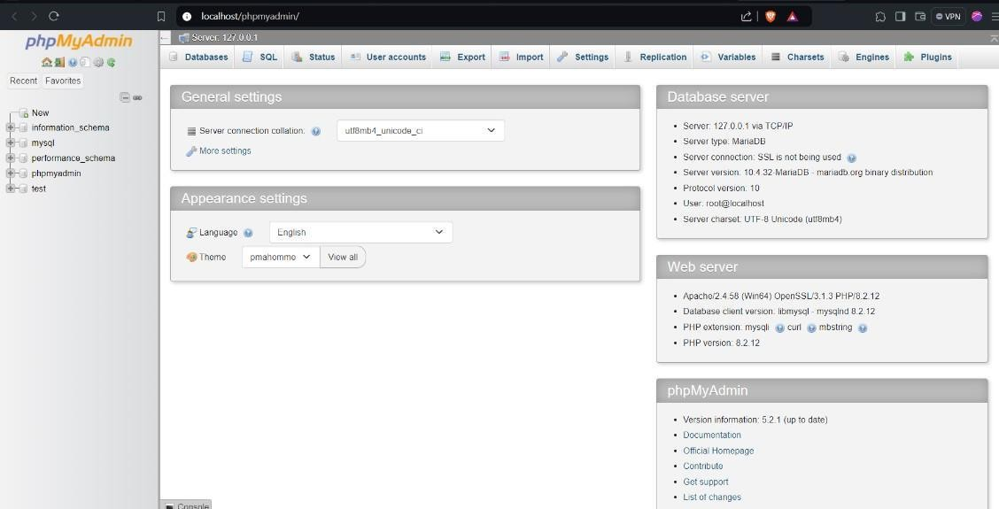 localhost/phpmyadmin/
VPN
phpMyAdmin
Recent Favorites
New
information_schema
mysql
performance_schema
phpmyadmin
test
Server: 127.0.0.1
Databases SQL Status User accounts Export Import Settings Replication Variables Charsets Engines Plugins
General settings
Server connection collation: utf8mb4_unicode_ci
More settings
Appearance settings
Language English
Theme pmahomme View all
Database server
Server: 127.0.0.1 via TCP/IP
Server type: MariaDB
Server connection: SSL is not being used
Server version: 10.4.32-MariaDB - mariadb.org binary distribution
Protocol version: 10
User: root@localhost
Server charset: UTF-8 Unicode (utf8mb4)
Web server
Apache/2.4.58 (Win64) OpenSSL/3.1.3 PHP/8.2.12
Database client version: libmysql - mysqlnd 8.2.12
PHP extension: mysqli curl mbstring
PHP version: 8.2.12
phpMyAdmin
Version information: 5.2.1 (up to date)
Documentation
Official Homepage
Contribute
Get support
List of changes
Console